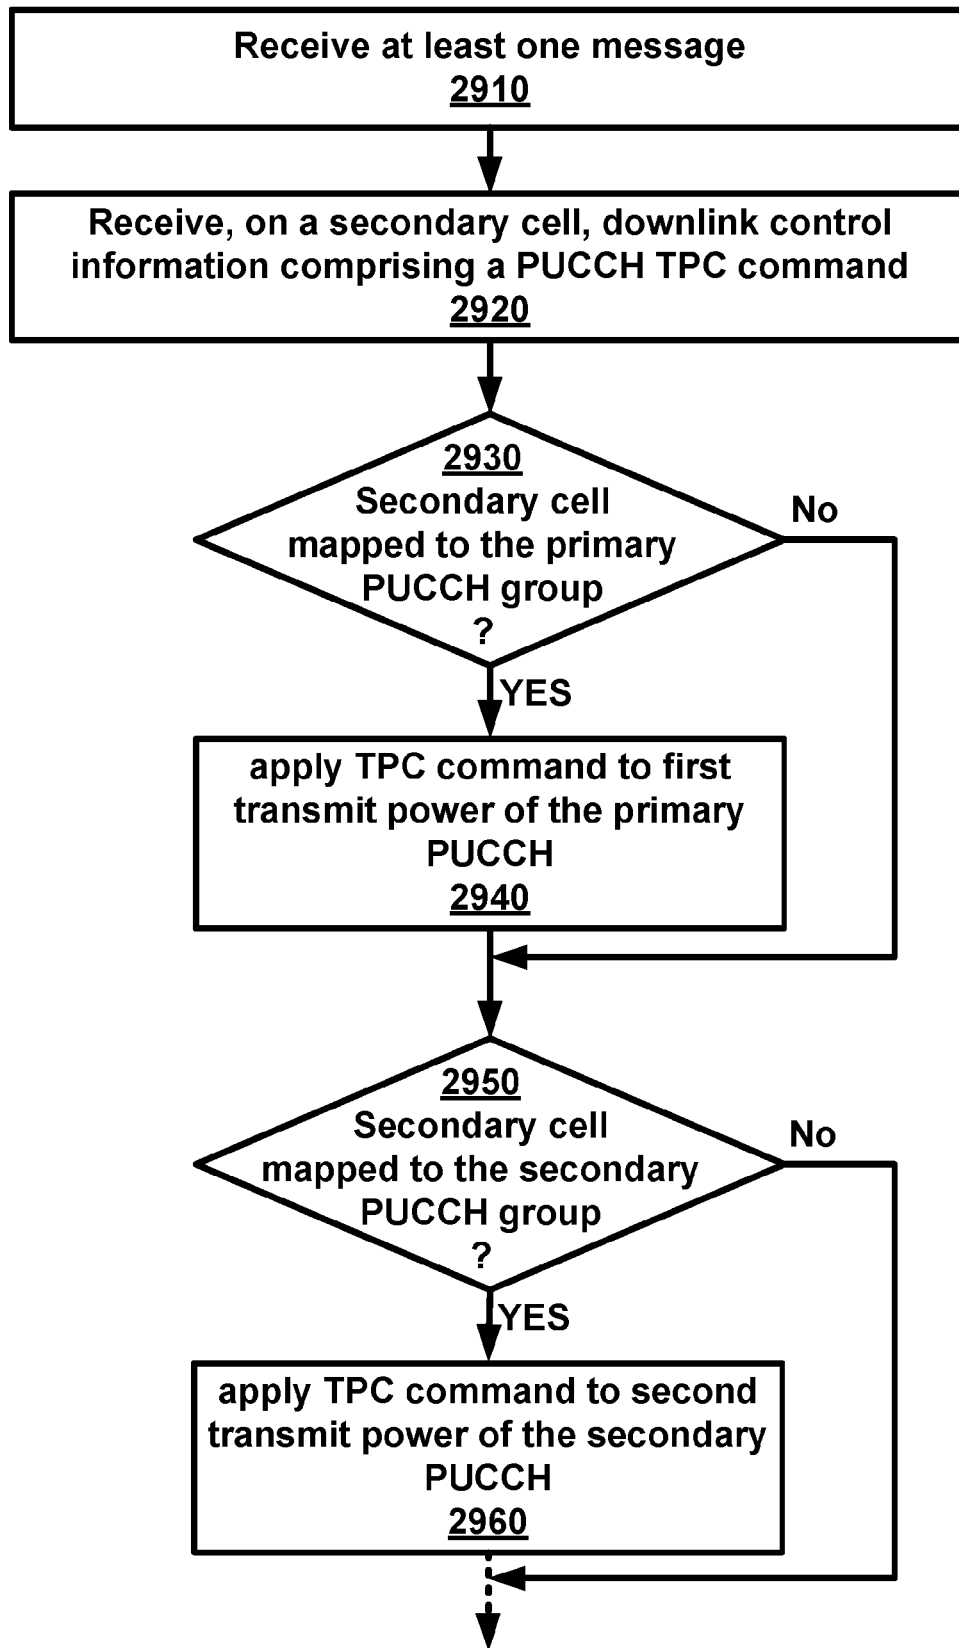 Receive at least one message
2910
Receive, on a secondary cell, downlink control
information comprising a PUCCH TPC command
2920
2930
Secondary cell
mapped to the primary
PUCCH group
?
No
YES
apply TPC command to first
transmit power of the primary
PUCCH
2940
2950
Secondary cell
mapped to the secondary
PUCCH group
?
No
YES
apply TPC command to second
transmit power of the secondary
PUCCH
2960